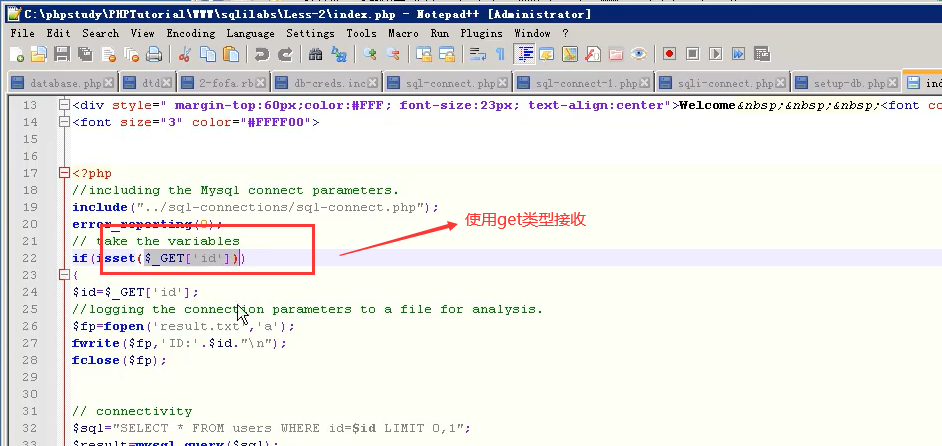 C:\phpstudy\PHPTutorial\WWW\sqlilabs\Less-2\index.php - Notepad++ [Administrator]
File Edit Search View Encoding Language Settings Tools Macro Run Plugins Window ?
database.php dtd 2-fofa.rb db-creds.inc sql-connect.php sql-connect-1.php sqli-connect.php setup-db.php ind
13 <div style=" margin-top:60px;color:#FFF; font-size:23px; text-align:center">Welcome&nbsp;&nbsp;&nbsp;<font co
14 <font size="3" color="#FFFF00">
15
16
17 <?php
18 //including the Mysql connect parameters.
19 include("../sql-connections/sql-connect.php");
20 error_reporting(0);
21 // take the variables
22 if(isset($_GET['id']))
使用get类型接收
23 {
24 $id=$_GET['id'];
25 //logging the connection parameters to a file for analysis.
26 $fp=fopen('result.txt','a');
27 fwrite($fp,'ID:'.$id."\n");
28 fclose($fp);
29
30
31 // connectivity
32 $sql="SELECT * FROM users WHERE id=$id LIMIT 0,1";
33 $result=mysql_query($sql);